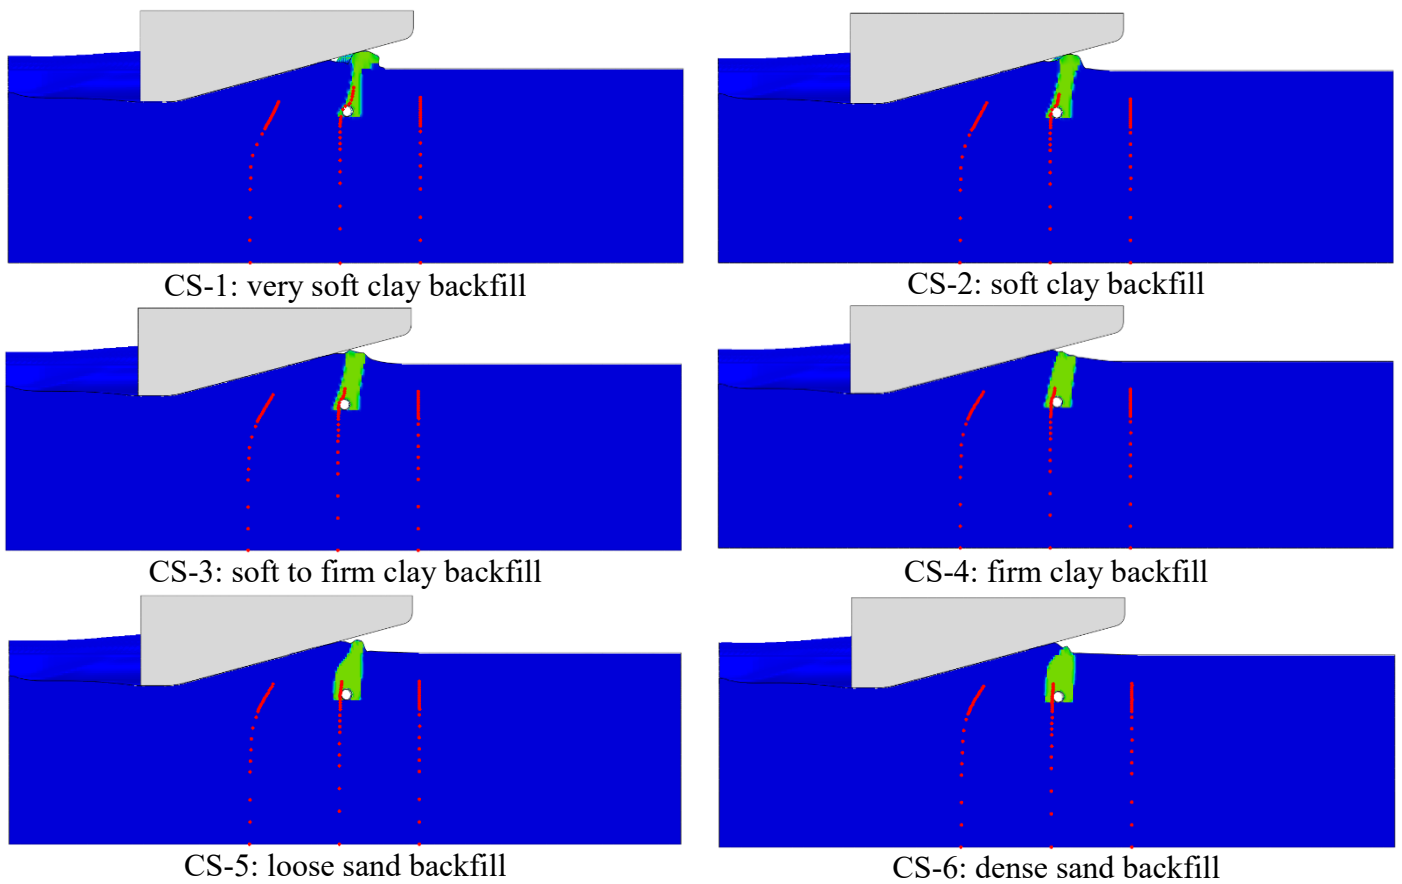 CS-1: very soft clay backfill
CS-2: soft clay backfill
CS-3: soft to firm clay backfill
CS-4: firm clay backfill
CS-5: loose sand backfill
CS-6: dense sand backfill